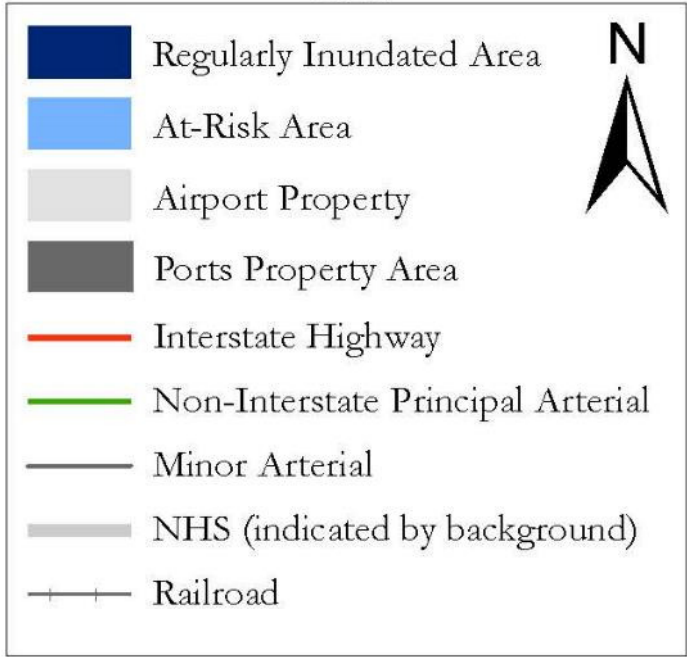 N
Regularly Inundated Area
At-Risk Area
Airport Property
Ports Property Area
Interstate Highway
Non-Interstate Principal Arterial
Minor Arterial
NHS (indicated by background)
Railroad